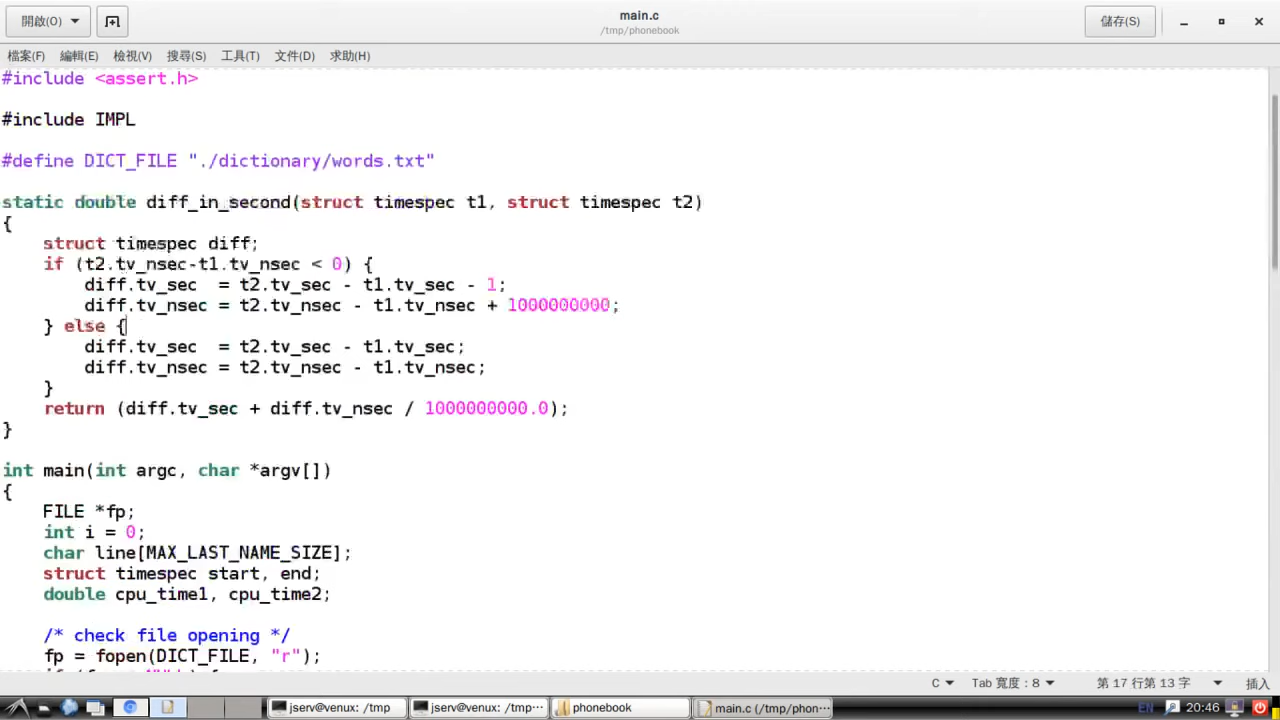 開啟(O)
main.c
/tmp/phonebook
儲存(S)
檔案(F) 編輯(E) 檢視(V) 搜尋(S) 工具(T) 文件(D) 求助(H)
#include <assert.h>
#include IMPL
#define DICT_FILE "./dictionary/words.txt"
static double diff_in_second(struct timespec t1, struct timespec t2)
{
    struct timespec diff;
    if (t2.tv_nsec-t1.tv_nsec < 0) {
        diff.tv_sec  = t2.tv_sec - t1.tv_sec - 1;
        diff.tv_nsec = t2.tv_nsec - t1.tv_nsec + 1000000000;
    } else {
        diff.tv_sec  = t2.tv_sec - t1.tv_sec;
        diff.tv_nsec = t2.tv_nsec - t1.tv_nsec;
    }
    return (diff.tv_sec + diff.tv_nsec / 1000000000.0);
}
int main(int argc, char *argv[])
{
    FILE *fp;
    int i = 0;
    char line[MAX_LAST_NAME_SIZE];
    struct timespec start, end;
    double cpu_time1, cpu_time2;
    /* check file opening */
    fp = fopen(DICT_FILE, "r");
C Tab 寬度：8 第 17 行第 13 字 插入
jserv@venux: /tmp jserv@venux: /tmp··· phonebook main.c (/tmp/phon··· EN 20:46